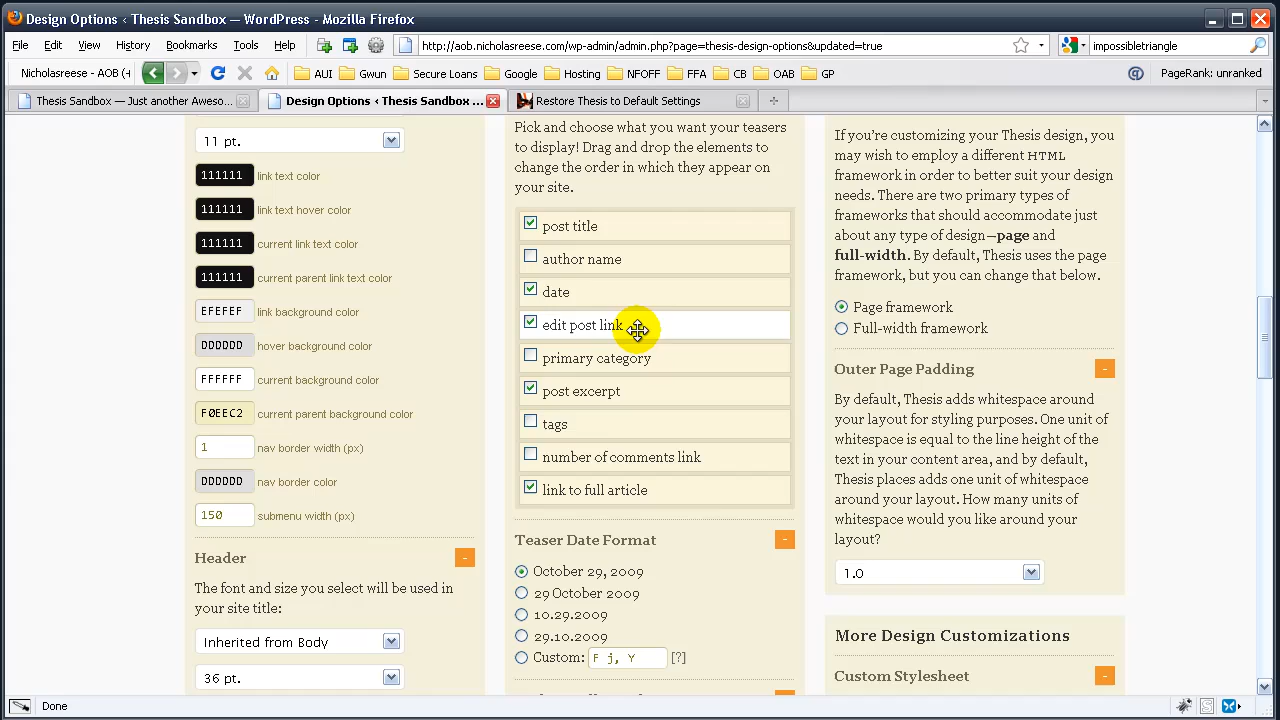 Design Options ‹ Thesis Sandbox — WordPress - Mozilla Firefox
File Edit View History Bookmarks Tools Help
http://aob.nicholasreese.com/wp-admin/admin.php?page=thesis-design-options&updated=true
impossibletriangle
Nicholasreese - AOB (+
AUI Gwun Secure Loans Google Hosting NFOFF FFA CB OAB GP
PageRank: unranked
Thesis Sandbox — Just another Aweso...
Design Options ‹ Thesis Sandbox ...
Restore Thesis to Default Settings
11 pt.
111111 link text color
111111 link text hover color
111111 current link text color
111111 current parent link text color
EFEFEF link background color
DDDDDD hover background color
FFFFFF current background color
F0EEC2 current parent background color
1 nav border width (px)
DDDDDD nav border color
150 submenu width (px)
Header
The font and size you select will be used in
your site title:
Inherited from Body
36 pt.
Pick and choose what you want your teasers
to display! Drag and drop the elements to
change the order in which they appear on
your site.
post title
author name
date
edit post link
primary category
post excerpt
tags
number of comments link
link to full article
Teaser Date Format
October 29, 2009
29 October 2009
10.29.2009
29.10.2009
Custom: F j, Y [?]
If you're customizing your Thesis design, you
may wish to employ a different HTML
framework in order to better suit your design
needs. There are two primary types of
frameworks that should accommodate just
about any type of design—page and
full-width. By default, Thesis uses the page
framework, but you can change that below.
Page framework
Full-width framework
Outer Page Padding
By default, Thesis adds whitespace around
your layout for styling purposes. One unit of
whitespace is equal to the line height of the
text in your content area, and by default,
Thesis places adds one unit of whitespace
around your layout. How many units of
whitespace would you like around your
layout?
1.0
More Design Customizations
Custom Stylesheet
Done